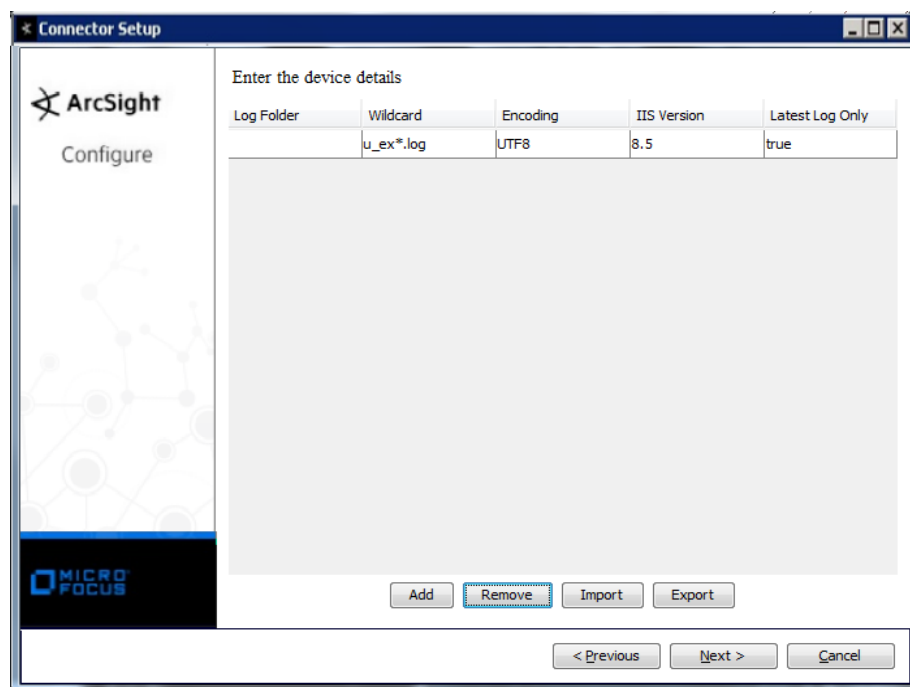 Connector Setup
ArcSight
Configure
Enter the device details
Log Folder Wildcard Encoding IIS Version Latest Log Only
u_ex*.log UTF8 8.5 true
MICRO
FOCUS
Add Remove Import Export
< Previous Next > Cancel